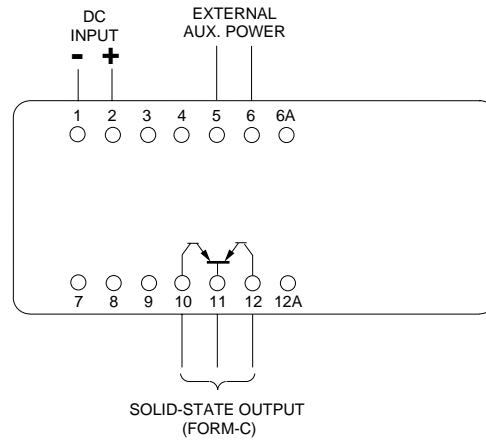 DC
INPUT
- +
EXTERNAL
AUX. POWER
1 2 3 4 5 6 6A
7 8 9 10 11 12 12A
SOLID-STATE OUTPUT
(FORM-C)